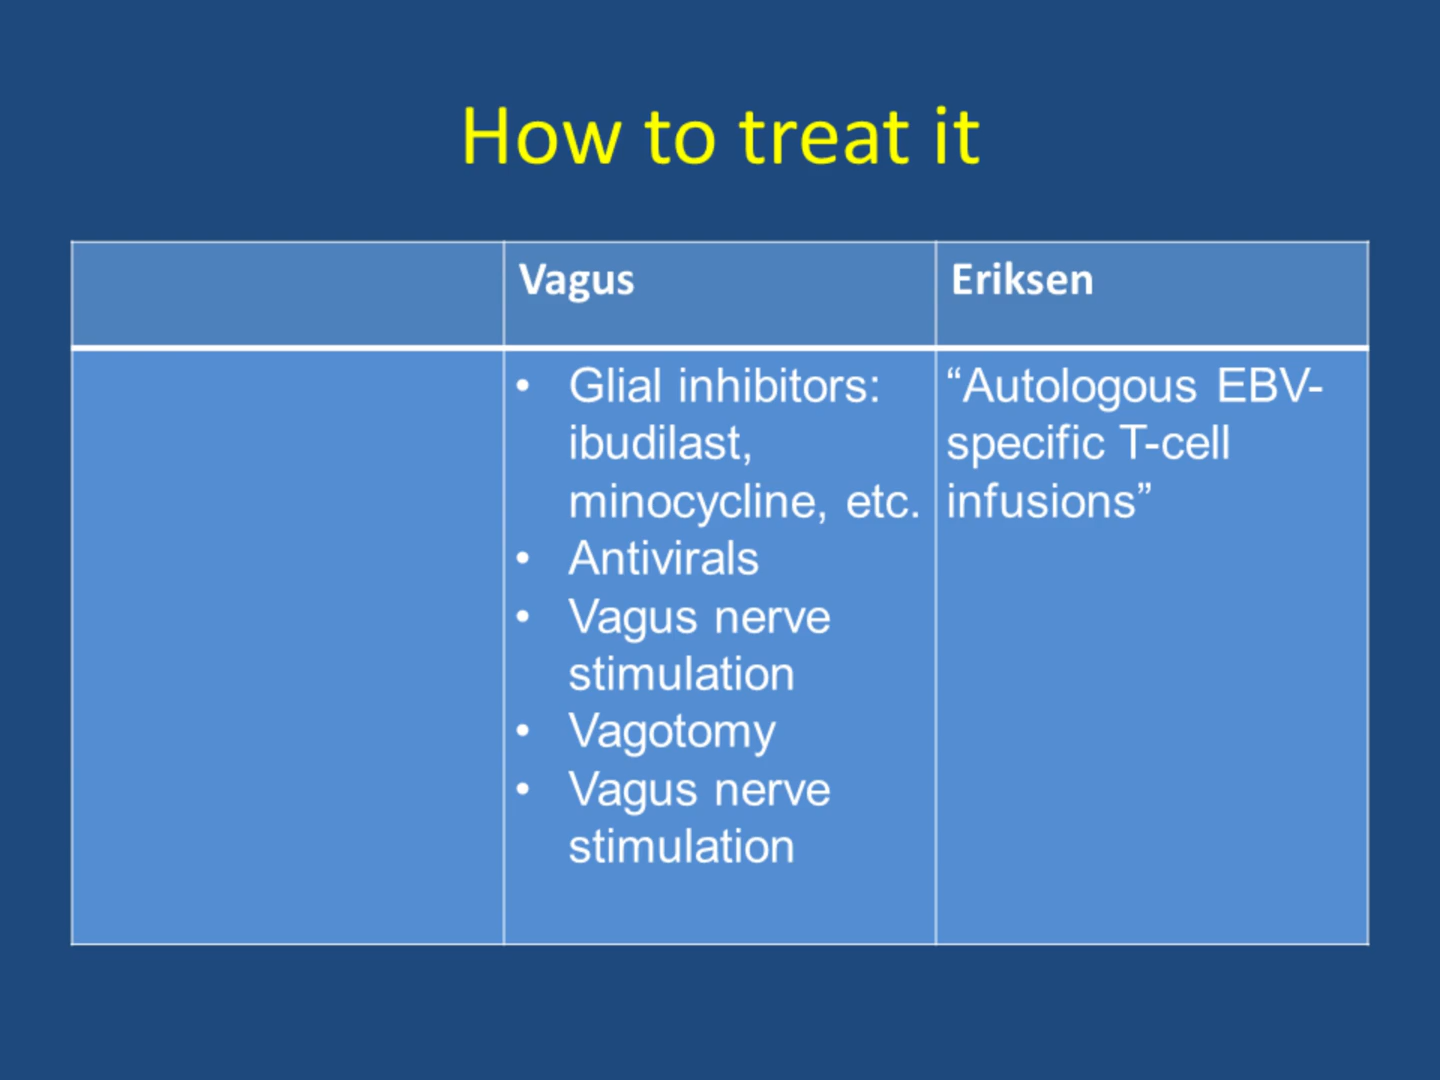 How to treat it
Vagus
Eriksen
• Glial inhibitors:
ibudilast,
minocycline, etc.
• Antivirals
• Vagus nerve
stimulation
• Vagotomy
• Vagus nerve
stimulation
“Autologous EBV-
specific T-cell
infusions”